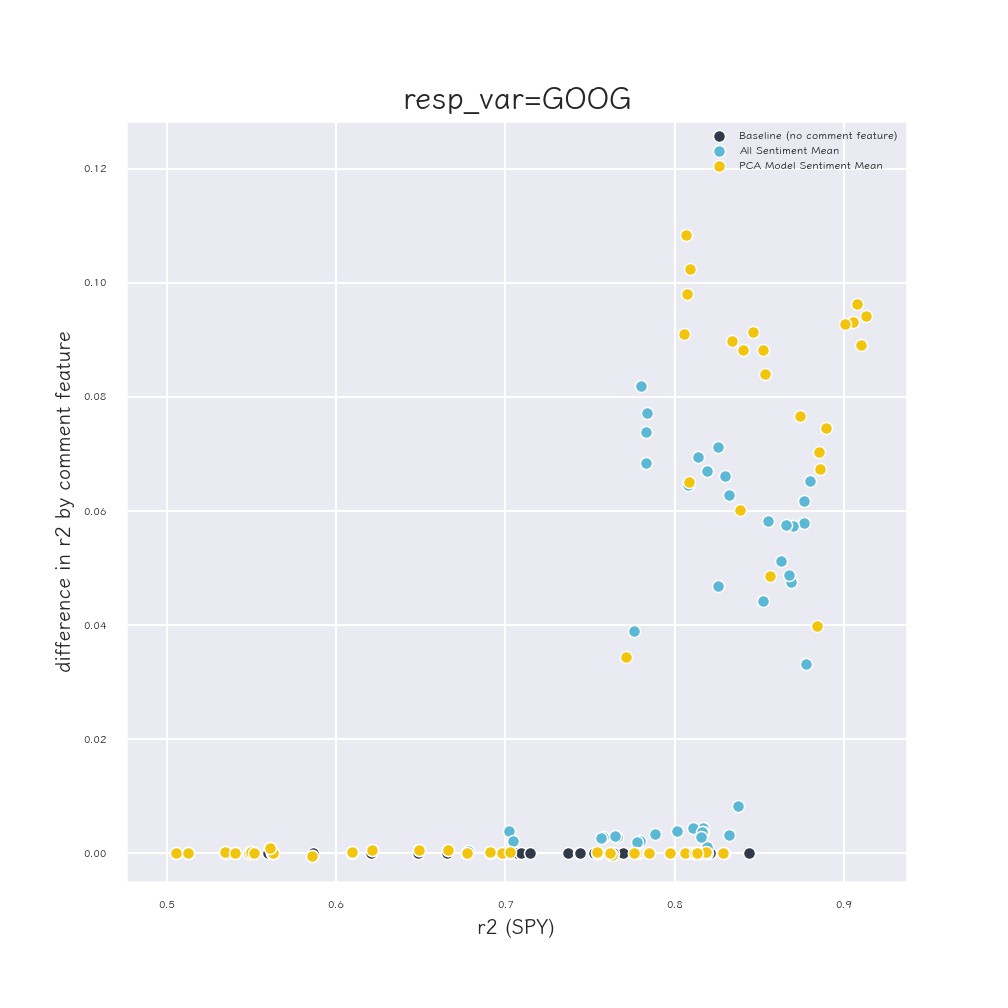 resp_var=GOOG
Baseline (no comment feature)
All Sentiment Mean
PCA Model Sentiment Mean
0.12
0.10
0.08
0.06
0.04
0.02
0.00
difference in r2 by comment feature
0.5
0.6
0.7
0.8
0.9
r2 (SPY)